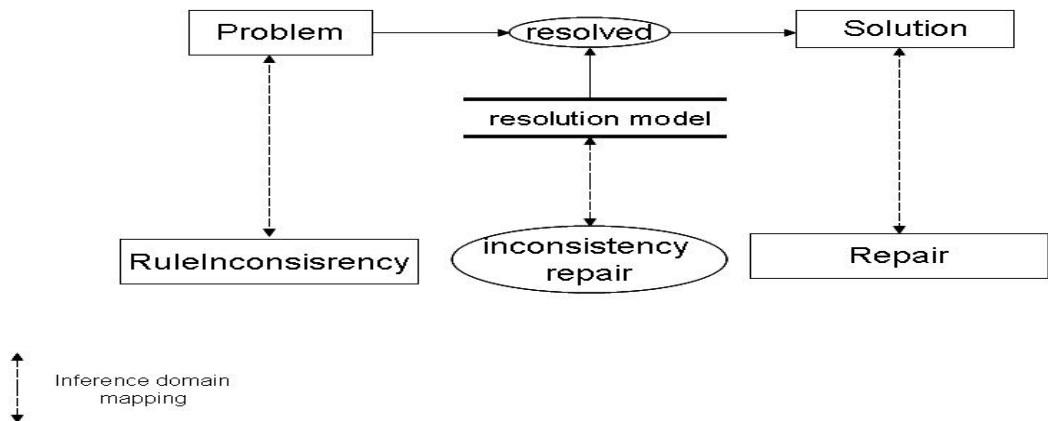 Problem
resolved
Solution
resolution model
RuleInconsisrency
inconsistency
repair
Repair
Inference domain
mapping